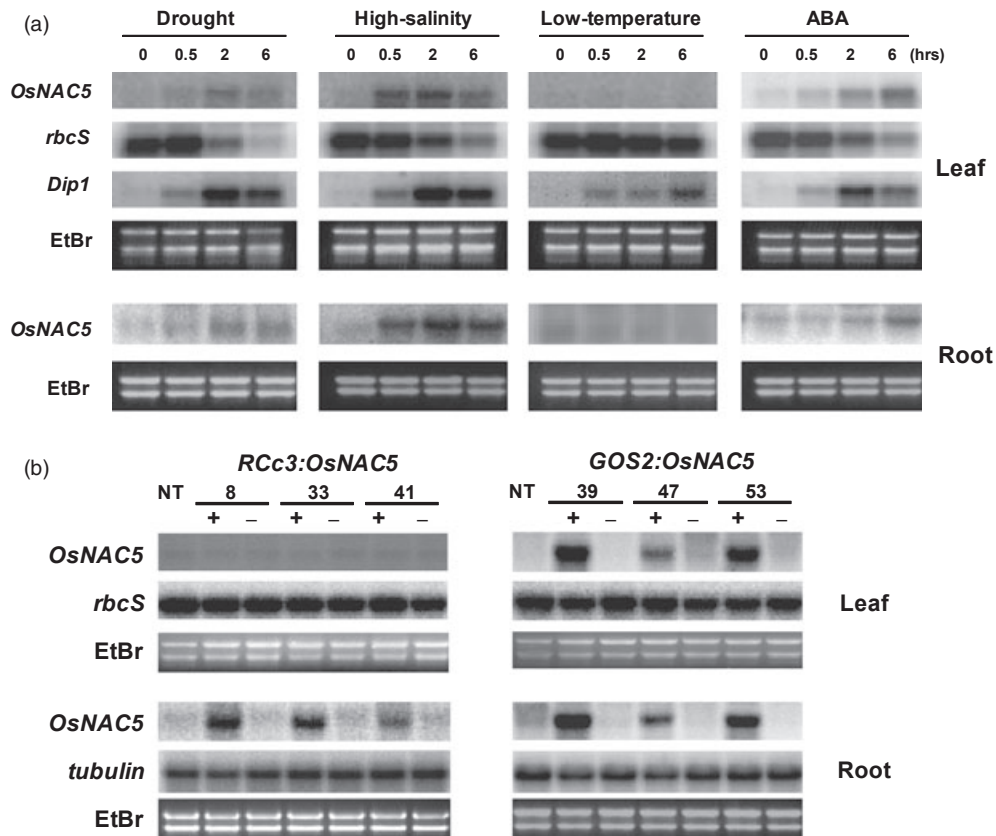 (a)
Drought High-salinity Low-temperature ABA
0 0.5 2 6 0 0.5 2 6 0 0.5 2 6 0 0.5 2 6 (hrs)
OsNAC5
rbcS
Leaf
Dip1
EtBr
OsNAC5
Root
EtBr
(b)
RCc3:OsNAC5 GOS2:OsNAC5
NT 8 33 41 NT 39 47 53
+ – + – + – + – + – + –
OsNAC5
rbcS Leaf
EtBr
OsNAC5
tubulin Root
EtBr